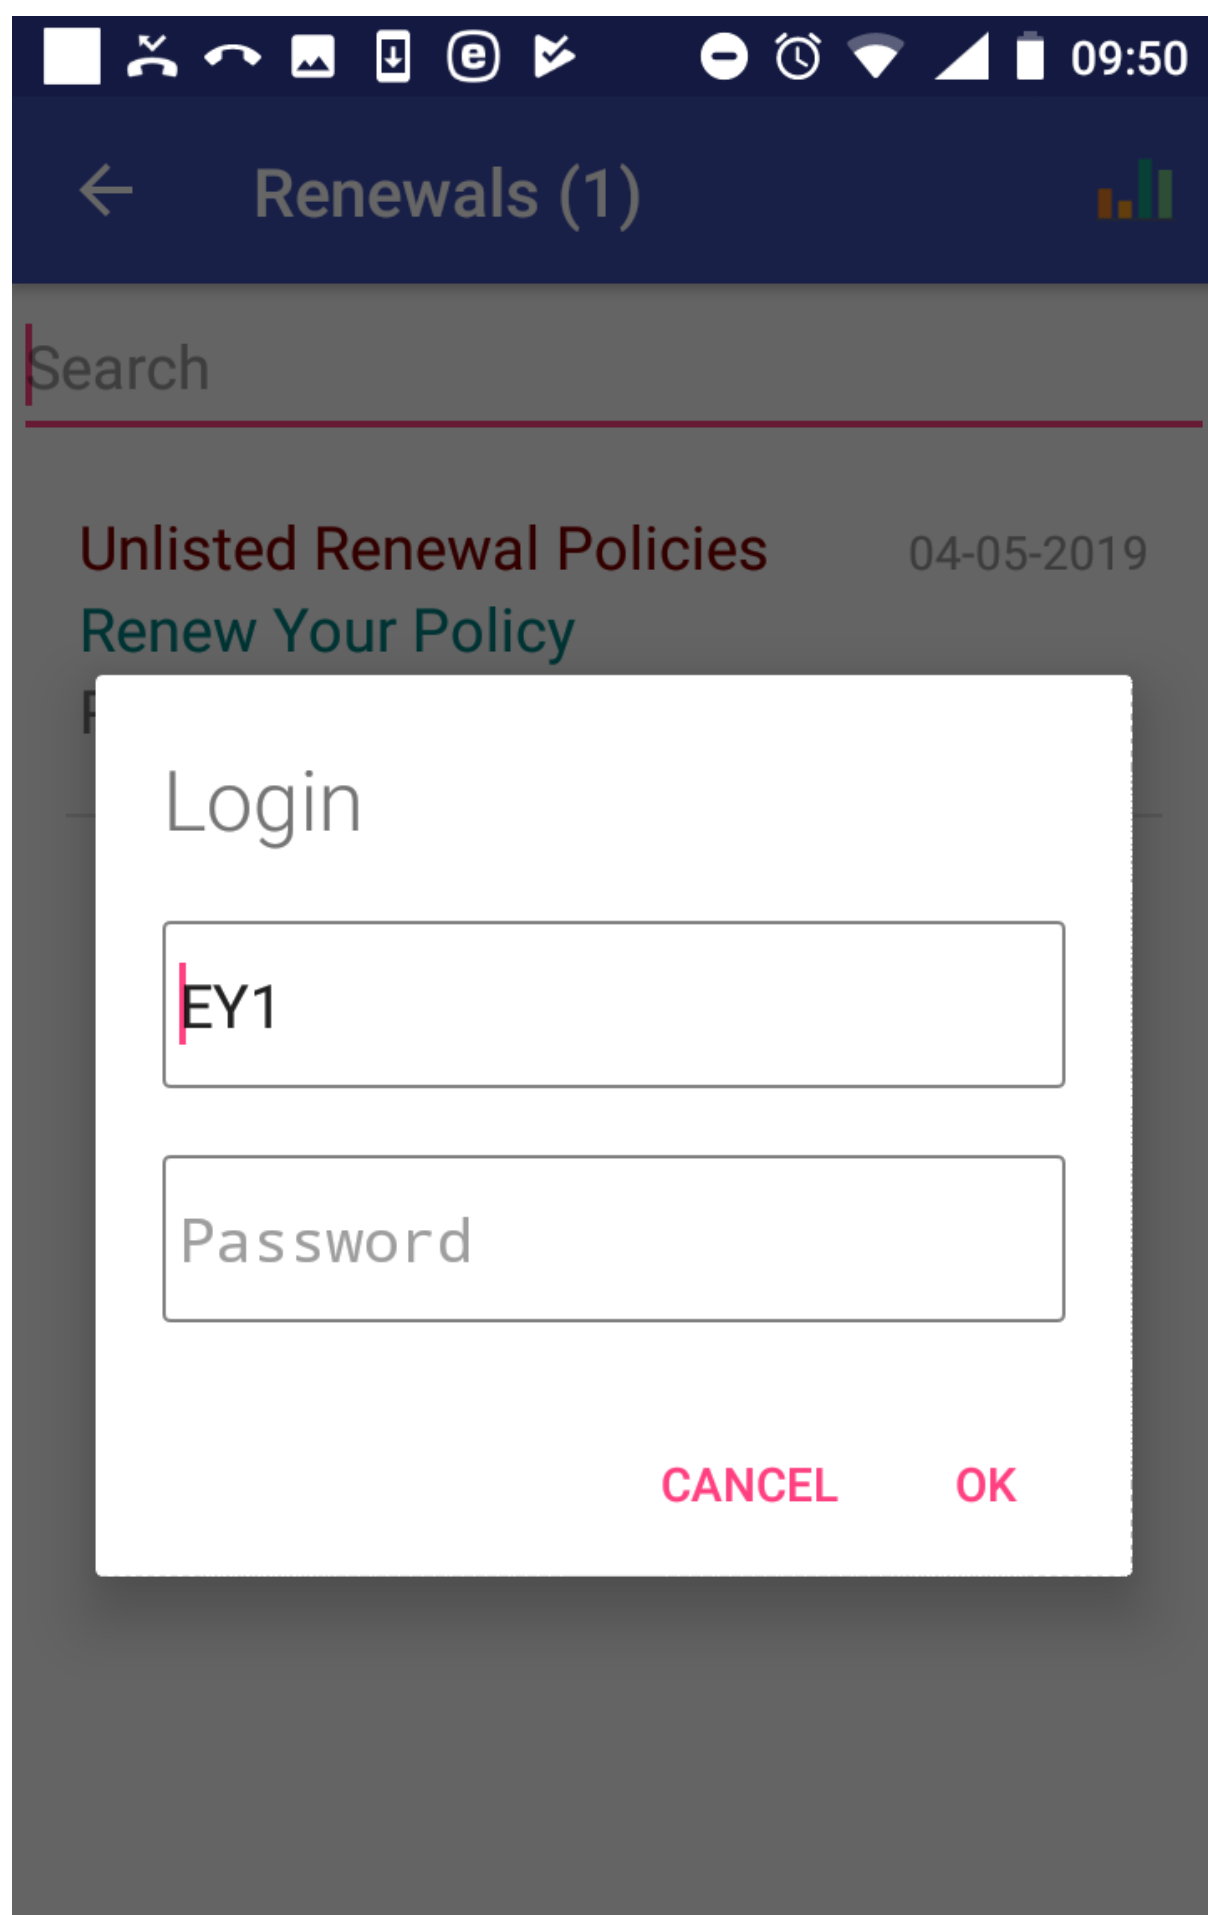 09:50
Renewals (1)
Search
Unlisted Renewal Policies 04-05-2019
Renew Your Policy
Login
EY1
Password
CANCEL OK